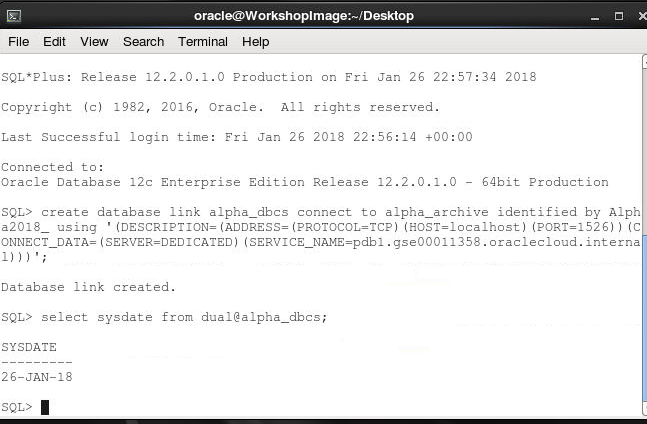 oracle@WorkshopImage:~/Desktop
File Edit View Search Terminal Help
SQL*Plus: Release 12.2.0.1.0 Production on Fri Jan 26 22:57:34 2018
Copyright (c) 1982, 2016, Oracle.  All rights reserved.
Last Successful login time: Fri Jan 26 2018 22:56:14 +00:00
Connected to:
Oracle Database 12c Enterprise Edition Release 12.2.0.1.0 - 64bit Production
SQL> create database link alpha_dbcs connect to alpha_archive identified by Alph
a2018_ using '(DESCRIPTION=(ADDRESS=(PROTOCOL=TCP)(HOST=localhost)(PORT=1526))(C
ONNECT_DATA=(SERVER=DEDICATED)(SERVICE_NAME=pdb1.gse00011358.oraclecloud.interna
l)))';
Database link created.
SQL> select sysdate from dual@alpha_dbcs;
SYSDATE
---------
26-JAN-18
SQL>